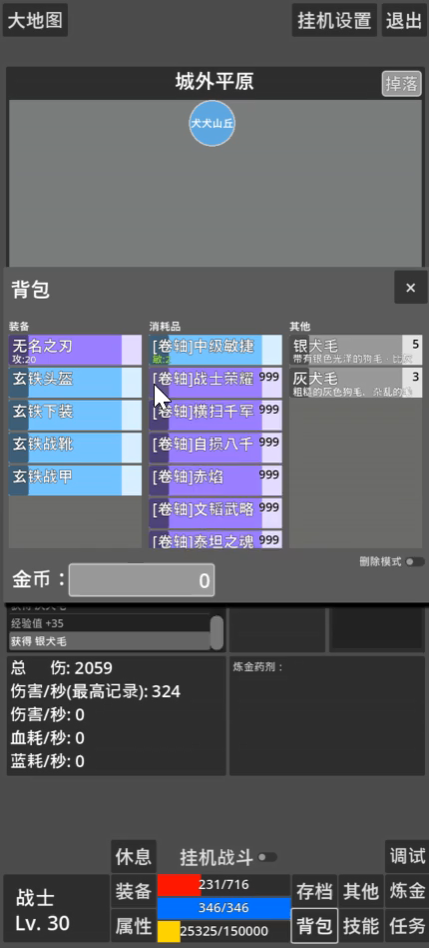 大地图
挂机设置
退出
城外平原
掉落
犬犬山丘
背包
×
装备
消耗品
其他
无名之刃
攻:20
玄铁头盔
玄铁下装
玄铁战靴
玄铁战甲
[卷轴]中级敏捷
[卷轴]战士荣耀 999
[卷轴]横扫千军 999
[卷轴]自损八千 999
[卷轴]赤焰 999
[卷轴]文韬武略 999
[卷轴]泰坦之魂 999
银犬毛 5
带有银色光泽的狗毛，比灰
灰犬毛 3
粗糙的灰色狗毛，杂乱的
删除模式
金币： 0
经验值 +35
获得 银犬毛
总 伤: 2059
伤害/秒(最高记录): 324
伤害/秒: 0
血耗/秒: 0
蓝耗/秒: 0
炼金药剂：
休息
挂机战斗
调试
战士
Lv. 30
装备
属性
231/716
346/346
25325/150000
存档
其他
炼金
背包
技能
任务